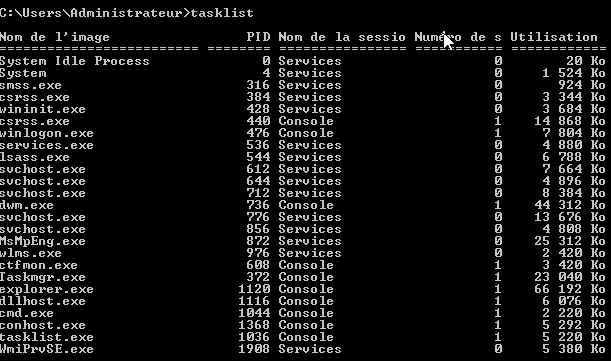 C:\Users\Administrateur>tasklist
Nom de l'image                 PID Nom de la sessio Numéro de s Utilisation
========================= ======== ================ =========== ============
System Idle Process              0 Services                   0        20 Ko
System                           4 Services                   0     1 524 Ko
smss.exe                       316 Services                   0       924 Ko
csrss.exe                      384 Services                   0     3 344 Ko
wininit.exe                    428 Services                   0     3 684 Ko
csrss.exe                      440 Console                    1    14 868 Ko
winlogon.exe                   476 Console                    1     7 804 Ko
services.exe                   536 Services                   0     4 880 Ko
lsass.exe                      544 Services                   0     6 788 Ko
svchost.exe                    612 Services                   0     7 664 Ko
svchost.exe                    644 Services                   0     4 896 Ko
svchost.exe                    712 Services                   0     8 384 Ko
dwm.exe                        736 Console                    1    44 312 Ko
svchost.exe                    776 Services                   0    13 676 Ko
svchost.exe                    856 Services                   0     4 808 Ko
MsMpEng.exe                    872 Services                   0    25 312 Ko
wlms.exe                       976 Services                   0     2 420 Ko
ctfmon.exe                     608 Console                    1     3 420 Ko
Taskmgr.exe                    372 Console                    1    23 040 Ko
explorer.exe                  1120 Console                    1    66 192 Ko
dllhost.exe                   1116 Console                    1     6 076 Ko
cmd.exe                       1044 Console                    1     2 220 Ko
conhost.exe                   1368 Console                    1     5 292 Ko
tasklist.exe                  1036 Console                    1     5 220 Ko
WmiPrvSE.exe                  1908 Services                   0     5 380 Ko